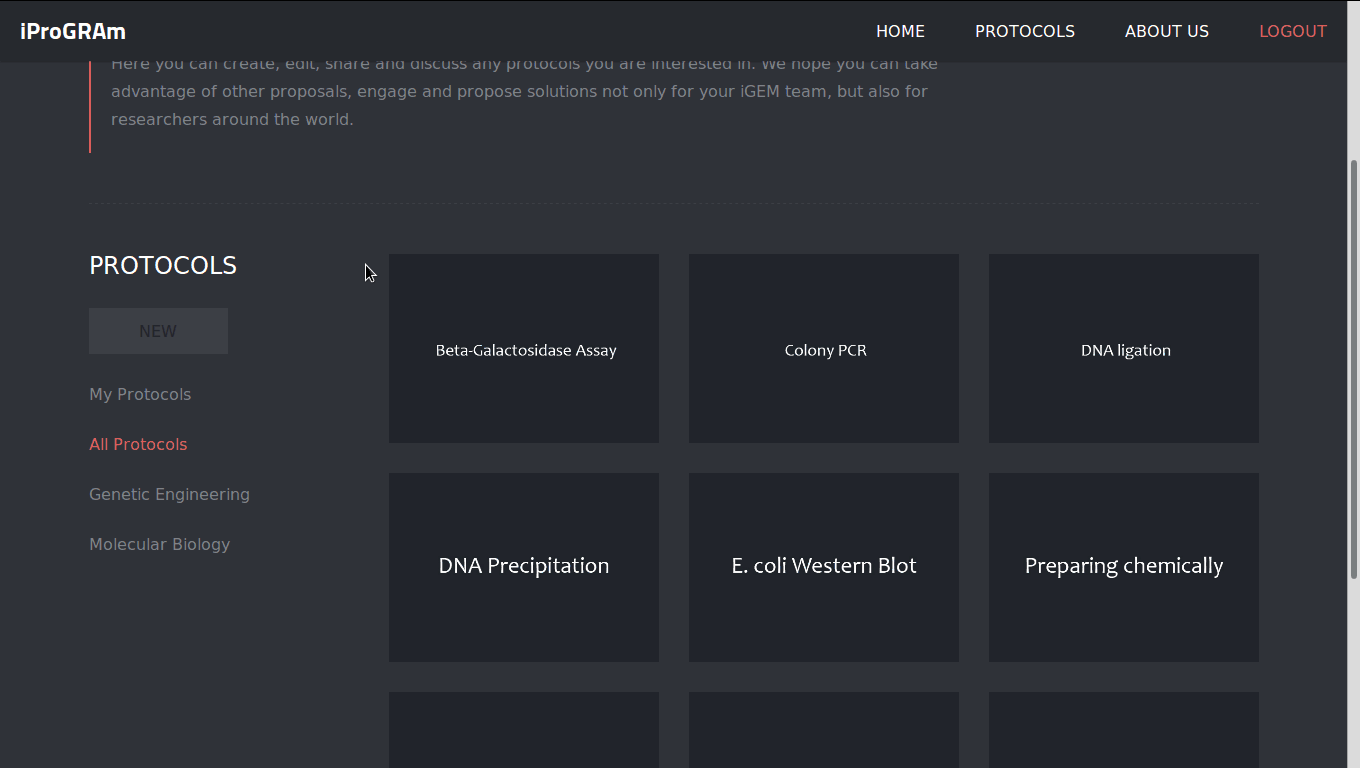 iProGRAm
HOME PROTOCOLS ABOUT US LOGOUT
Here you can create, edit, share and discuss any protocols you are interested in. We hope you can take
advantage of other proposals, engage and propose solutions not only for your iGEM team, but also for
researchers around the world.
PROTOCOLS
NEW
My Protocols
All Protocols
Genetic Engineering
Molecular Biology
Beta-Galactosidase Assay
Colony PCR
DNA ligation
DNA Precipitation
E. coli Western Blot
Preparing chemically